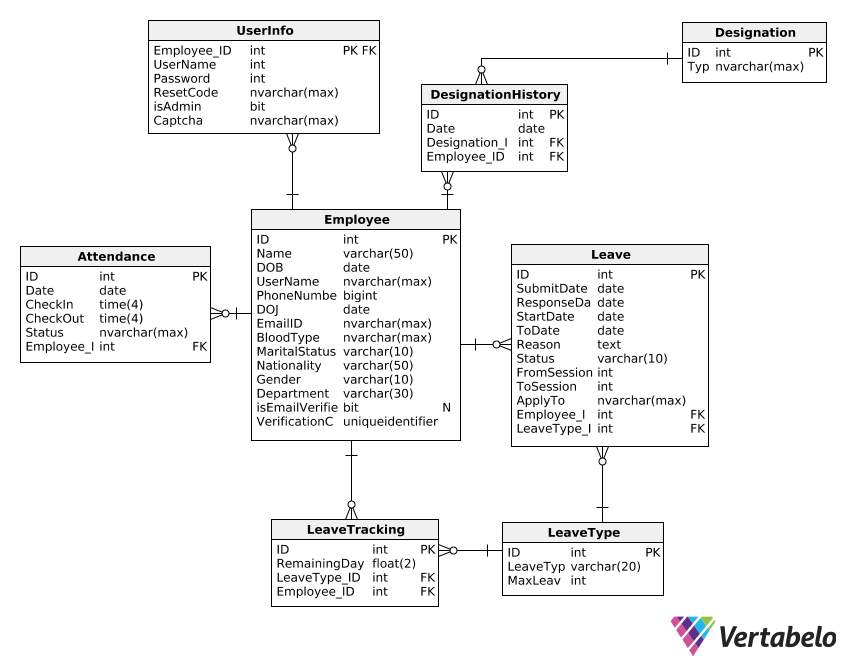 UserInfo
Employee_ID int PK FK
UserName int
Password int
ResetCode nvarchar(max)
isAdmin bit
Captcha nvarchar(max)
Designation
ID int PK
Typ nvarchar(max)
DesignationHistory
ID int PK
Date date
Designation_I int FK
Employee_ID int FK
Employee
ID int PK
Name varchar(50)
DOB date
UserName nvarchar(max)
PhoneNumbe bigint
DOJ date
EmailID nvarchar(max)
BloodType nvarchar(max)
MaritalStatus varchar(10)
Nationality varchar(50)
Gender varchar(10)
Department varchar(30)
isEmailVerifie bit N
VerificationC uniqueidentifier
Attendance
ID int PK
Date date
CheckIn time(4)
CheckOut time(4)
Status nvarchar(max)
Employee_I int FK
Leave
ID int PK
SubmitDate date
ResponseDa date
StartDate date
ToDate date
Reason text
Status varchar(10)
FromSession int
ToSession int
ApplyTo nvarchar(max)
Employee_I int FK
LeaveType_I int FK
LeaveTracking
ID int PK
RemainingDay float(2)
LeaveType_ID int FK
Employee_ID int FK
LeaveType
ID int PK
LeaveTyp varchar(20)
MaxLeav int
Vertabelo